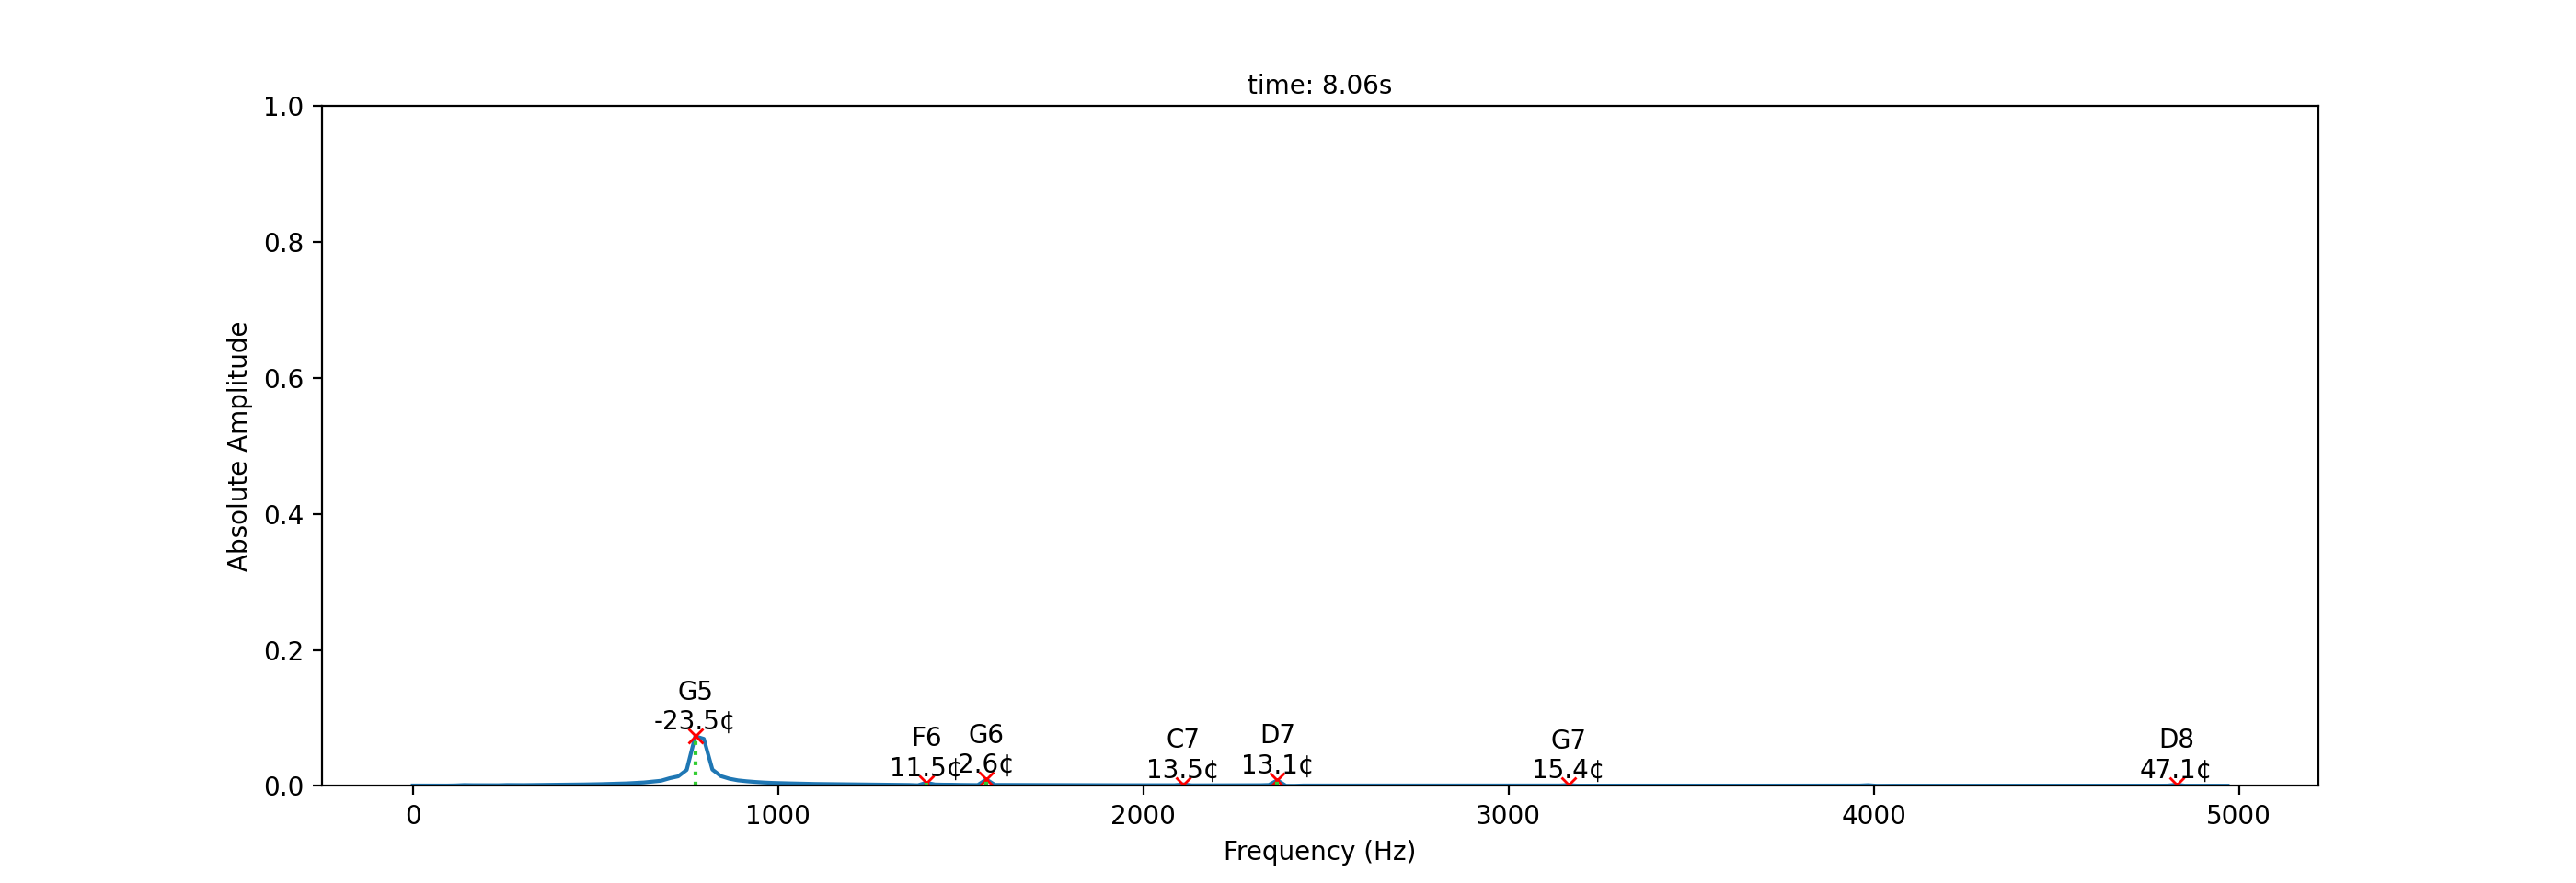 time: 8.06s
1.0
0.8
0.6
0.4
0.2
0.0
Absolute Amplitude
G5
-23.5¢
F6
11.5¢
G6
2.6¢
C7
13.5¢
D7
13.1¢
G7
15.4¢
D8
47.1¢
0 1000 2000 3000 4000 5000
Frequency (Hz)